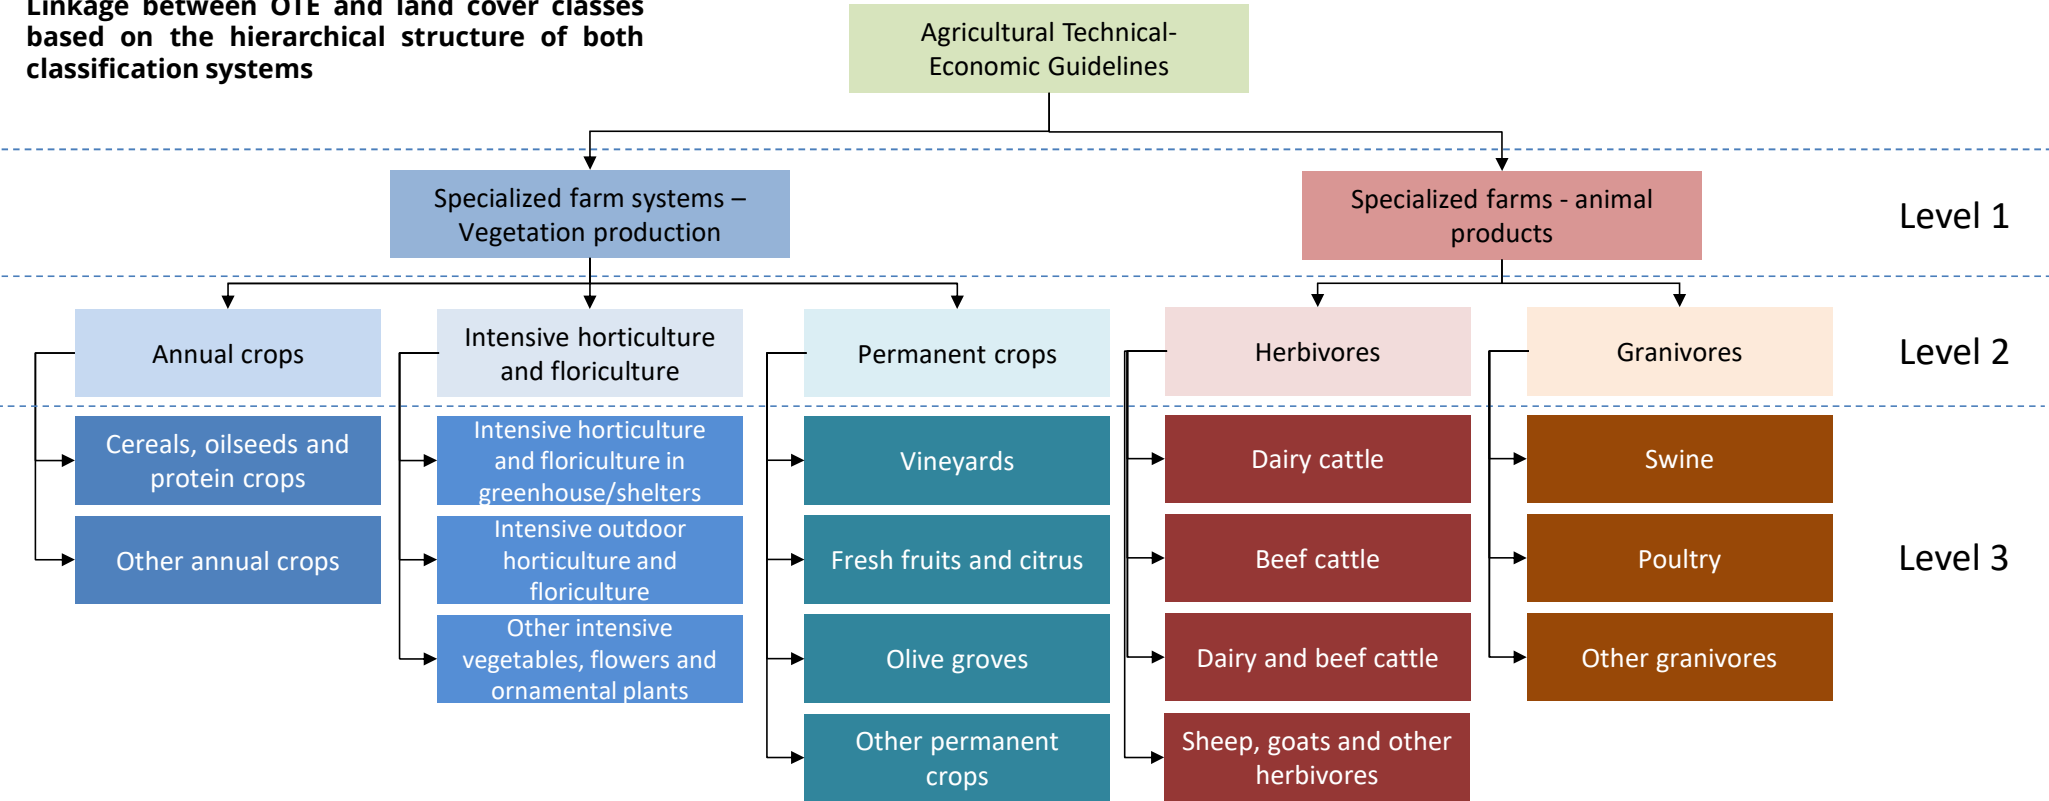 Linkage between OTE and land cover classes
based on the hierarchical structure of both
classification systems
Agricultural Technical-
Economic Guidelines
Specialized farm systems –
Vegetation production
Specialized farms - animal
products
Level 1
Annual crops
Intensive horticulture
and floriculture
Permanent crops
Herbivores
Granivores
Level 2
Cereals, oilseeds and
protein crops
Other annual crops
Intensive horticulture
and floriculture in
greenhouse/shelters
Intensive outdoor
horticulture and
floriculture
Other intensive
vegetables, flowers and
ornamental plants
Vineyards
Fresh fruits and citrus
Olive groves
Other permanent
crops
Dairy cattle
Beef cattle
Dairy and beef cattle
Sheep, goats and other
herbivores
Swine
Poultry
Other granivores
Level 3